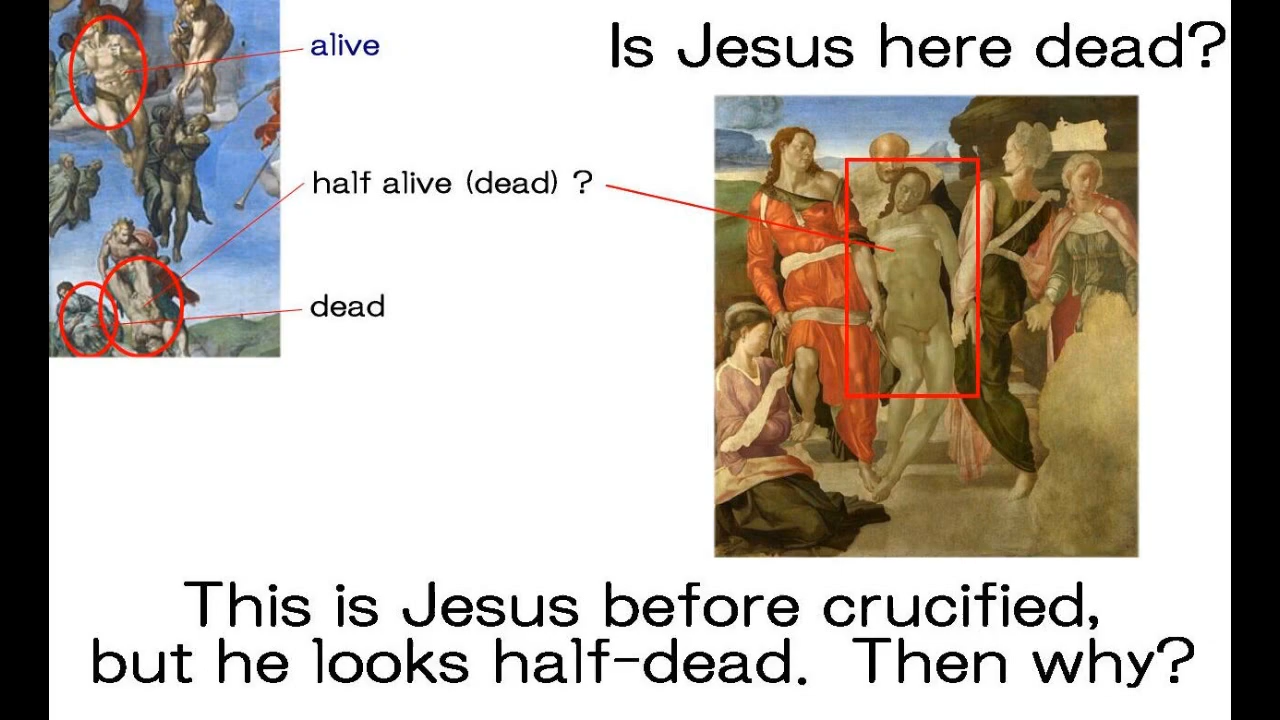 Is Jesus here dead?
alive
half alive (dead) ?
dead
This is Jesus before crucified,
but he looks half-dead. Then why?